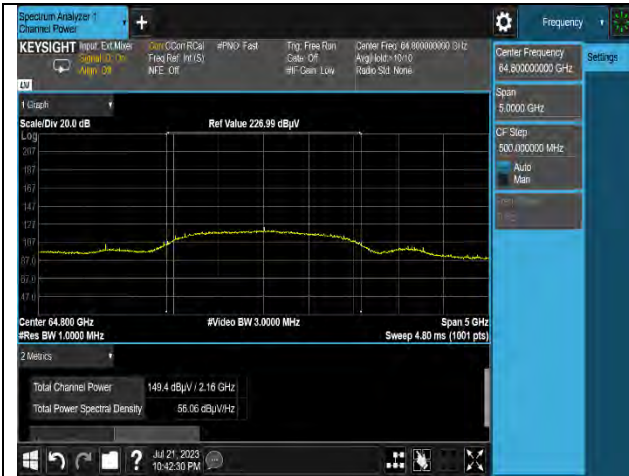 Spectrum Analyzer 1
Channel Power
+
Frequency
KEYSIGHT Input: Ext Mixer
Signal ID: On
Align: Off
Corr CCorr RCal
Freq Ref: Int (S)
NFE: Off
#PNO: Fast
Trig: Free Run
Gate: Off
#IF Gain: Low
Center Freq: 64.800000000 GHz
Avg|Hold:>10/10
Radio Std: None
LM
Center Frequency
64.800000000 GHz
Settings
Span
5.0000 GHz
CF Step
500.000000 MHz
Auto
Man
1 Graph
Scale/Div 20.0 dB
Ref Value 226.99 dBµV
Log
207
187
167
147
127
107
87.0
67.0
47.0
Center 64.800 GHz
#Video BW 3.0000 MHz
Span 5 GHz
#Res BW 1.0000 MHz
Sweep 4.80 ms (1001 pts)
2 Metrics
Total Channel Power 149.4 dBµV / 2.16 GHz
Total Power Spectral Density 56.06 dBµV/Hz
?
Jul 21, 2023
10:42:30 PM